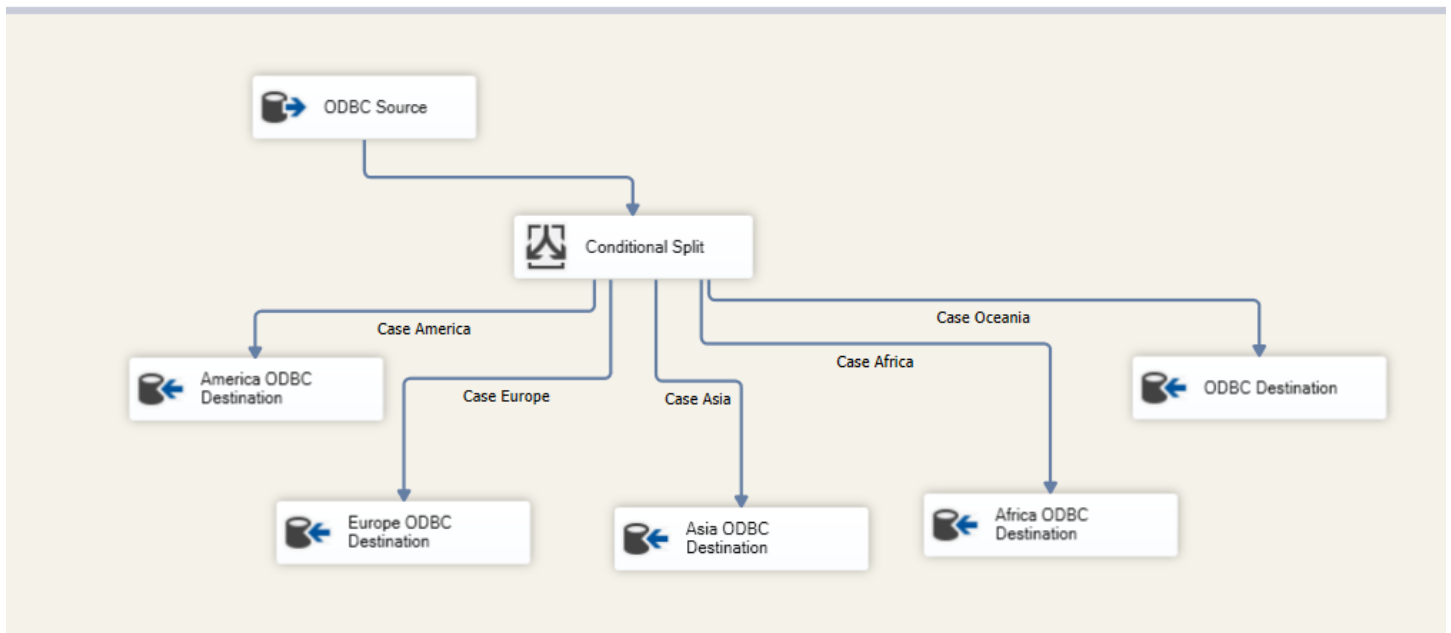 ODBC Source
Conditional Split
Case Oceania
Case America
Case Africa
America ODBC
Destination
ODBC Destination
Case Europe
Case Asia
Europe ODBC
Destination
Asia ODBC
Destination
Africa ODBC
Destination